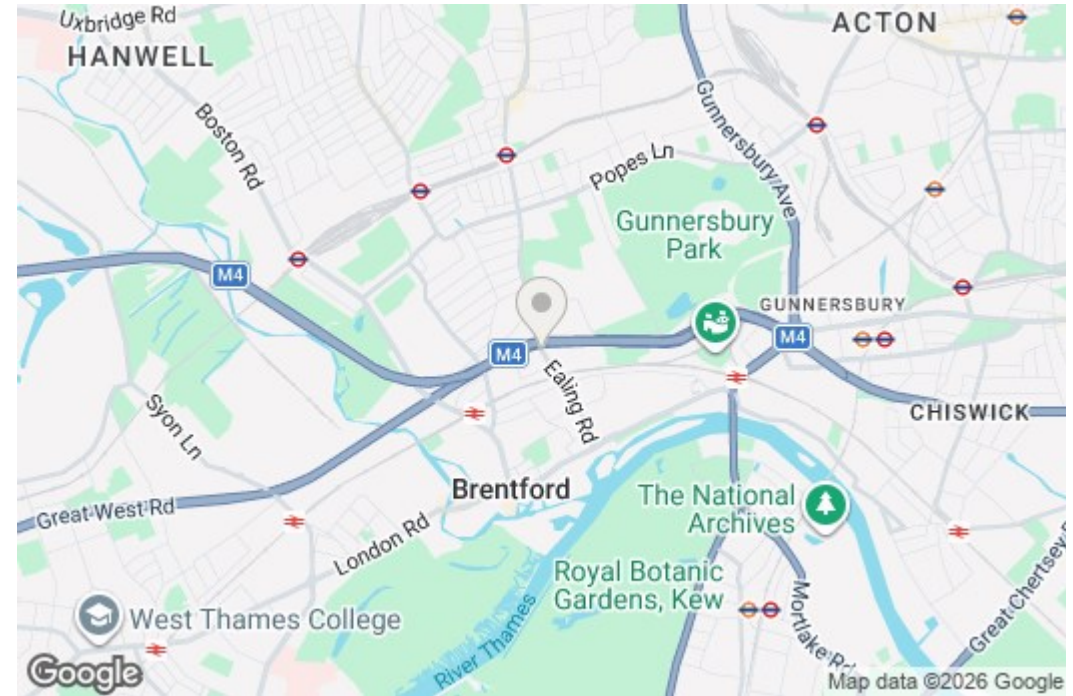 Uxbridge Rd
HANWELL
ACTON
Boston Rd
Gunnersbury Ave
Popes Ln
Gunnersbury
Park
M4
GUNNERSBURY
M4
M4
Ealing Rd
Syon Ln
CHISWICK
Brentford
The National
Archives
Great West Rd
London Rd
Royal Botanic
Gardens, Kew
Mortlake Rd
Great Chertsey
West Thames College
River Thames
Google
Map data ©2026 Google